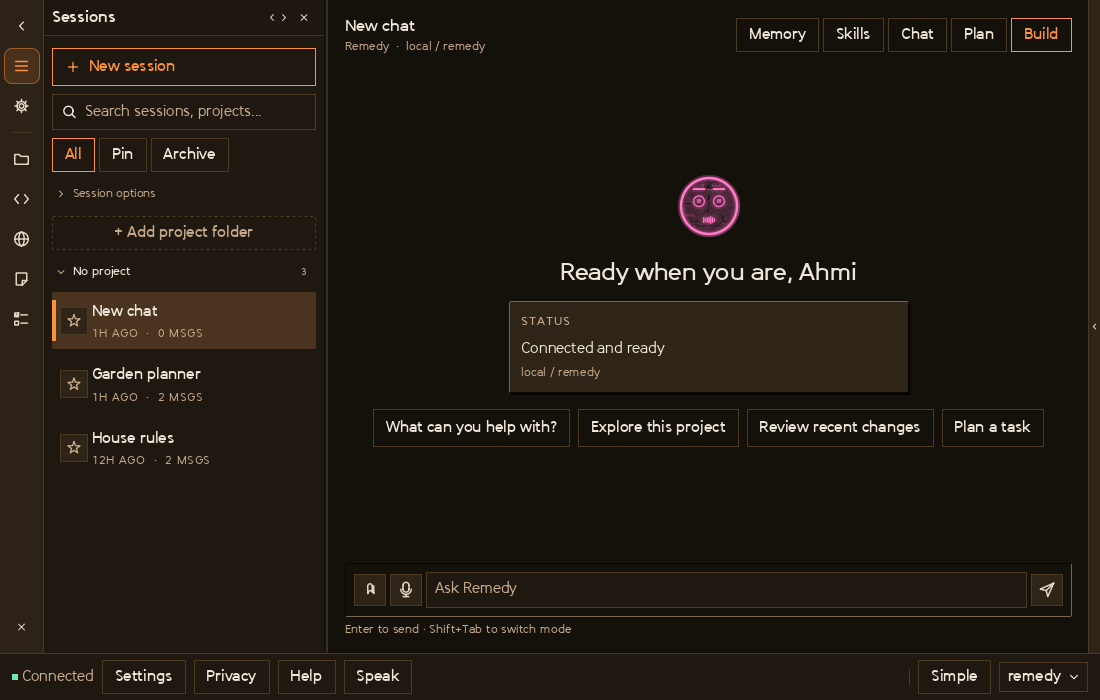 Sessions
New session
Search sessions, projects...
All
Pin
Archive
Session options
+ Add project folder
No project
3
New chat
1H AGO · 0 MSGS
Garden planner
1H AGO · 2 MSGS
House rules
12H AGO · 2 MSGS
New chat
Remedy · local / remedy
Memory
Skills
Chat
Plan
Build
Ready when you are, Ahmi
STATUS
Connected and ready
local / remedy
What can you help with?
Explore this project
Review recent changes
Plan a task
Ask Remedy
Enter to send · Shift+Tab to switch mode
Connected
Settings
Privacy
Help
Speak
Simple
remedy